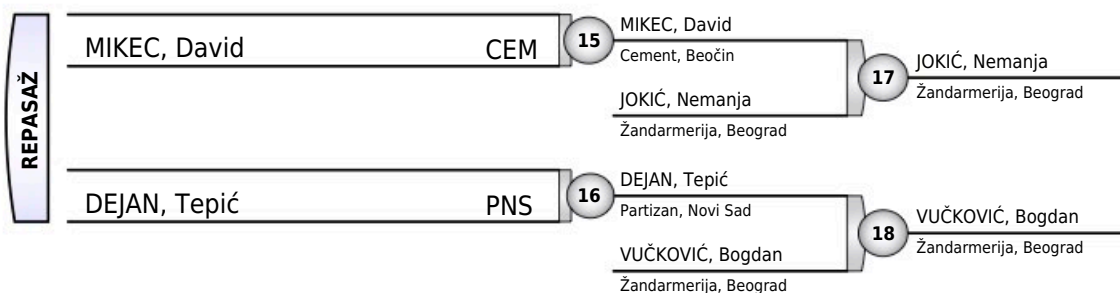 REPASAŽ
MIKEC, David CEM
15
MIKEC, David
Cement, Beočin
JOKIĆ, Nemanja
Žandarmerija, Beograd
17
JOKIĆ, Nemanja
Žandarmerija, Beograd
DEJAN, Tepić PNS
16
DEJAN, Tepić
Partizan, Novi Sad
VUČKOVIĆ, Bogdan
Žandarmerija, Beograd
18
VUČKOVIĆ, Bogdan
Žandarmerija, Beograd